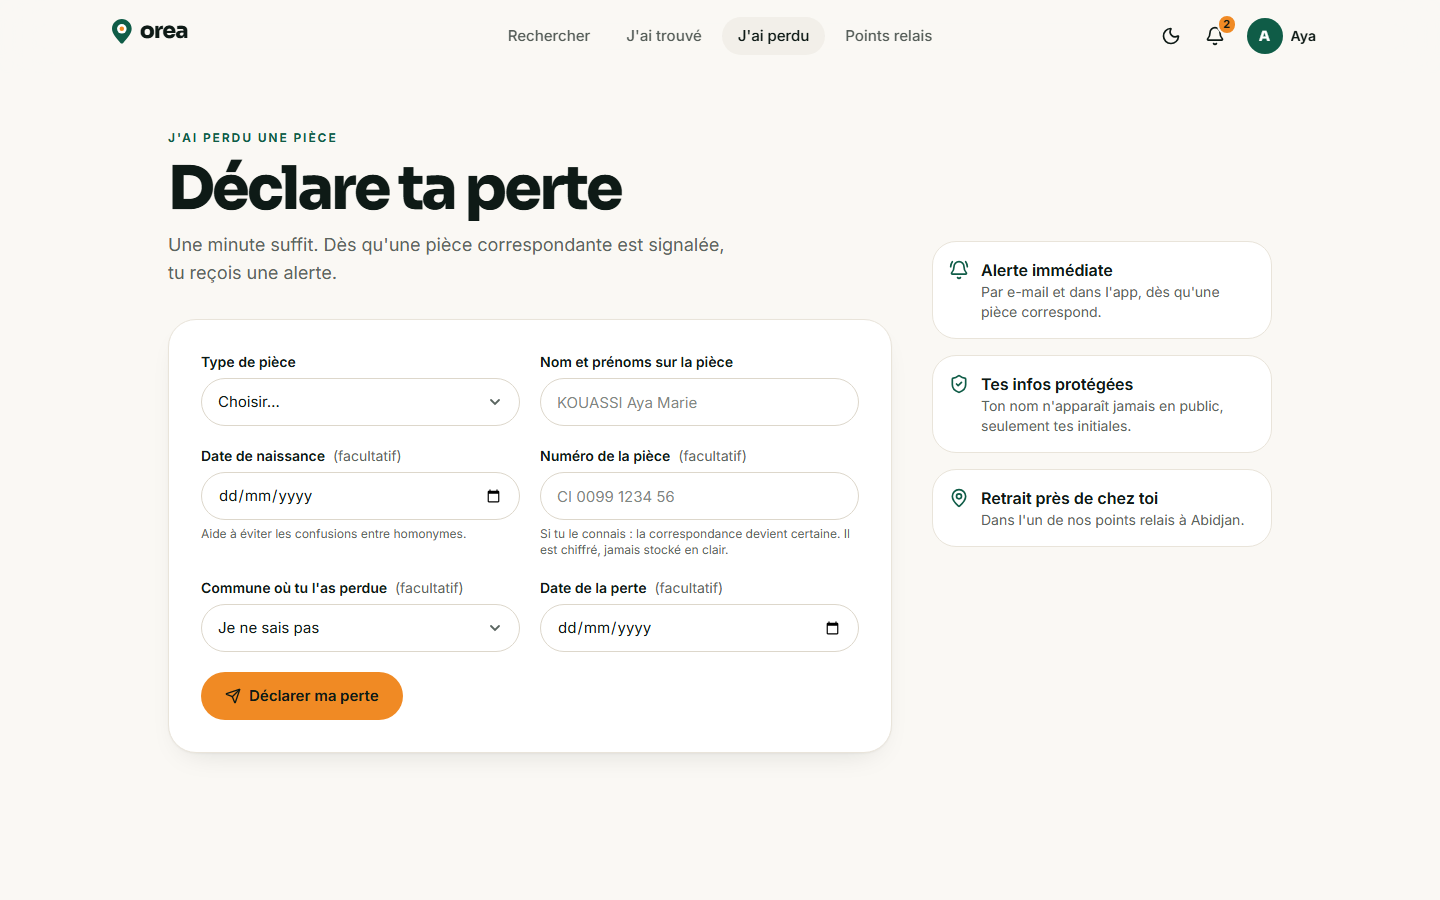 orea
Rechercher
J'ai trouvé
J'ai perdu
Points relais
2
A
Aya
J'AI PERDU UNE PIÈCE
Déclare ta perte
Une minute suffit. Dès qu'une pièce correspondante est signalée,
tu reçois une alerte.
Type de pièce
Choisir...
Nom et prénoms sur la pièce
KOUASSI Aya Marie
Date de naissance (facultatif)
dd/mm/yyyy
Aide à éviter les confusions entre homonymes.
Numéro de la pièce (facultatif)
CI 0099 1234 56
Si tu le connais : la correspondance devient certaine. Il
est chiffré, jamais stocké en clair.
Commune où tu l'as perdue (facultatif)
Je ne sais pas
Date de la perte (facultatif)
dd/mm/yyyy
Déclarer ma perte
Alerte immédiate
Par e-mail et dans l'app, dès qu'une
pièce correspond.
Tes infos protégées
Ton nom n'apparaît jamais en public,
seulement tes initiales.
Retrait près de chez toi
Dans l'un de nos points relais à Abidjan.